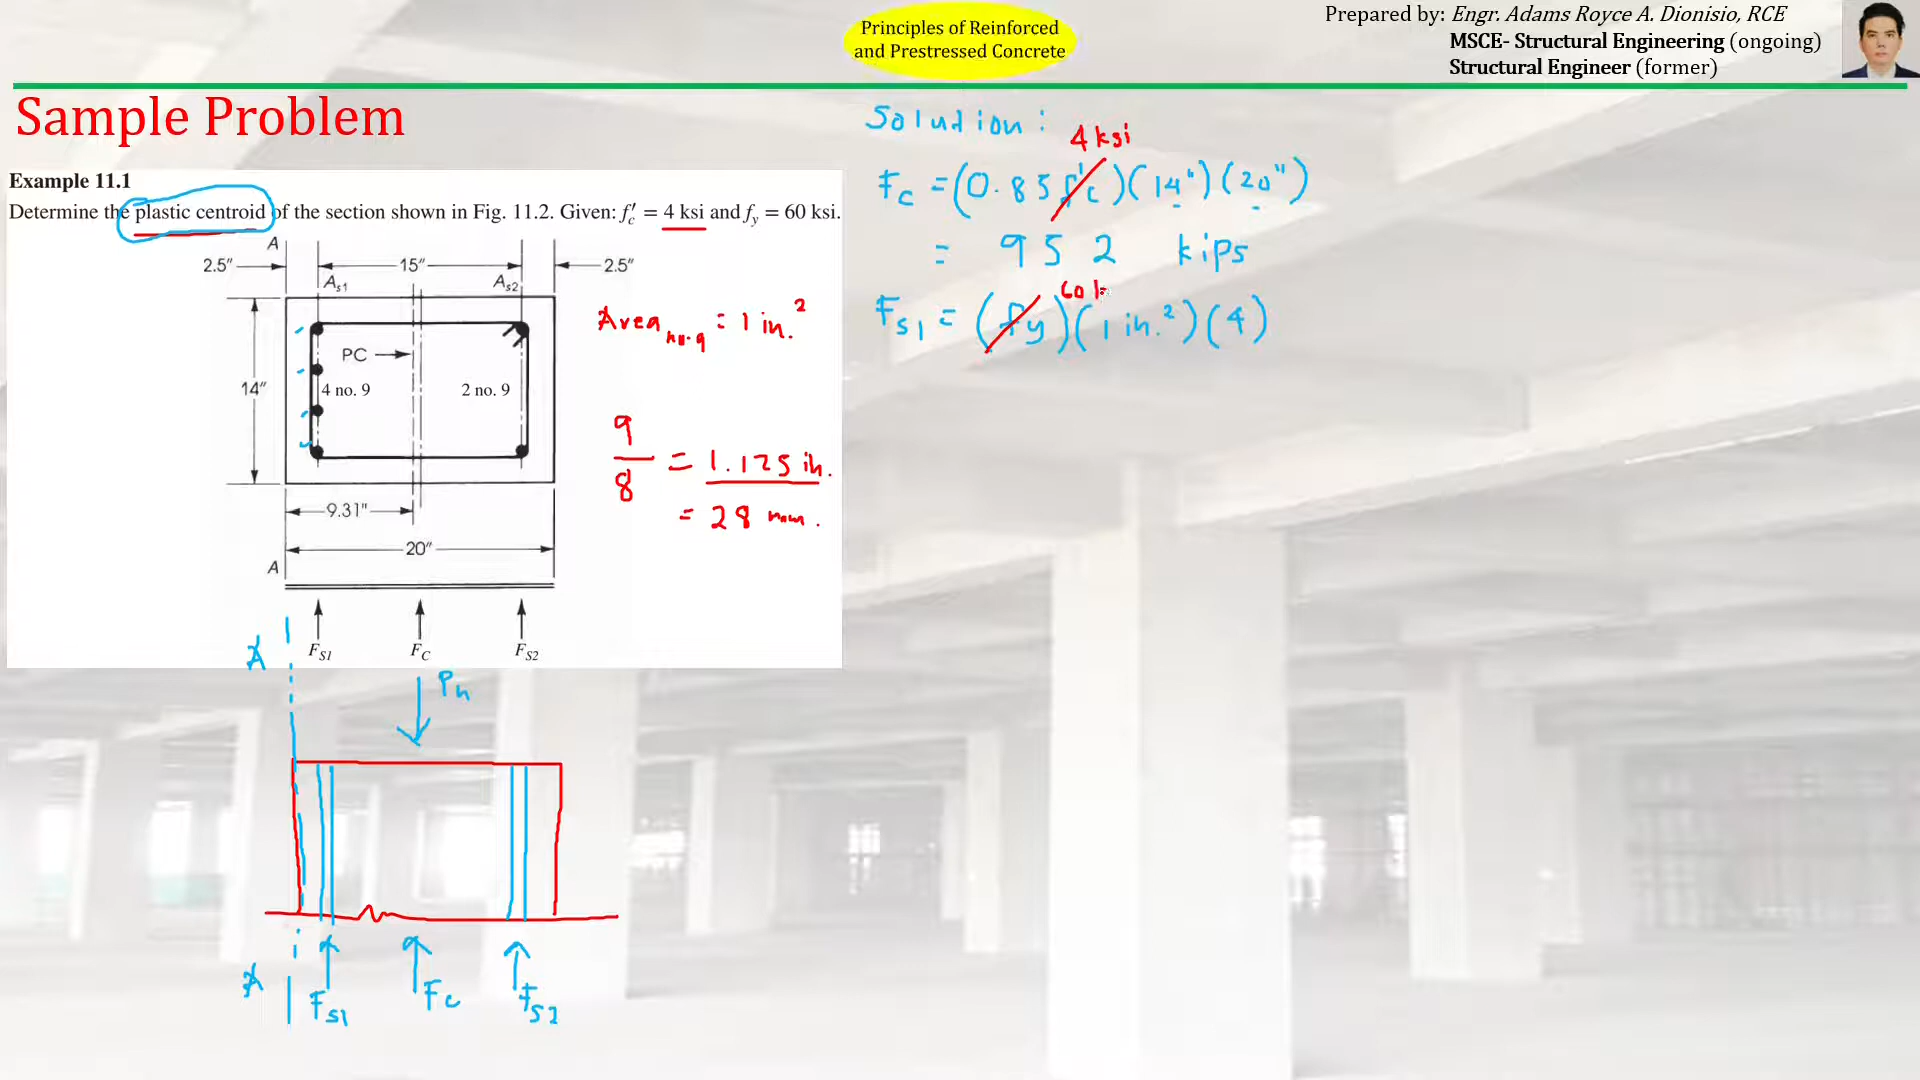 Principles of Reinforced
and Prestressed Concrete
Prepared by: Engr. Adams Royce A. Dionisio, RCE
MSCE- Structural Engineering (ongoing)
Structural Engineer (former)
Sample Problem
Example 11.1
Determine the plastic centroid of the section shown in Fig. 11.2. Given: f′c = 4 ksi and fy = 60 ksi.
A
2.5″ 15″ 2.5″
As1 As2
PC
14″ 4 no. 9 2 no. 9
9.31″
20″
A
FS1 FC FS2
Area no. 9 = 1 in.²
9/8 = 1.125 in.
= 28 mm.
A
Pn
A
Fs1 Fc Fs2
Solution:
4 ksi
Fc = (0.85 f'c)(14")(20")
= 952 kips
60 k
Fs1 = (fy)(1 in.²)(4)